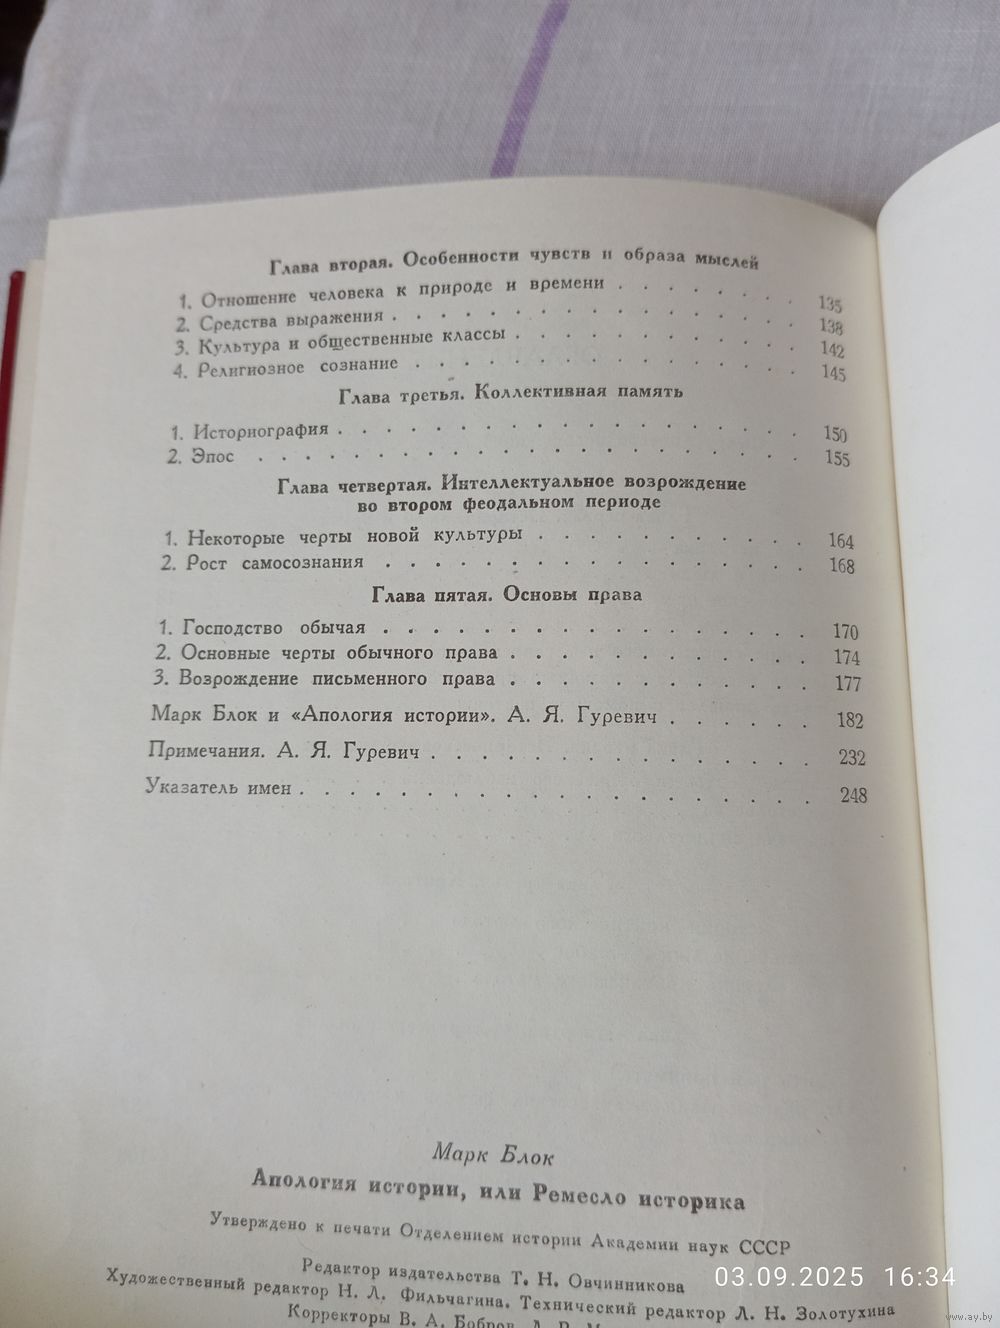 Глава вторая. Особенности чувств и образа мыслей
1. Отношение человека к природе и времени . . . . . . . . 135
2. Средства выражения . . . . . . . . . . . . . . . . . 138
3. Культура и общественные классы . . . . . . . . . . . . 142
4. Религиозное сознание . . . . . . . . . . . . . . . . 145
Глава третья. Коллективная память
1. Историография . . . . . . . . . . . . . . . . . . . 150
2. Эпос . . . . . . . . . . . . . . . . . . . . . . . 155
Глава четвертая. Интеллектуальное возрождение
во втором феодальном периоде
1. Некоторые черты новой культуры . . . . . . . . . . . 164
2. Рост самосознания . . . . . . . . . . . . . . . . . 168
Глава пятая. Основы права
1. Господство обычая . . . . . . . . . . . . . . . . . 170
2. Основные черты обычного права . . . . . . . . . . . . 174
3. Возрождение письменного права . . . . . . . . . . . . 177
Марк Блок и «Апология истории». А. Я. Гуревич . . . . . . 182
Примечания. А. Я. Гуревич . . . . . . . . . . . . . . . 232
Указатель имен . . . . . . . . . . . . . . . . . . . . 248
Марк Блок
Апология истории, или Ремесло историка
Утверждено к печати Отделением истории Академии наук СССР
Редактор издательства Т. Н. Овчинникова
Художественный редактор Н. Л. Фильчагина. Технический редактор Л. Н. Золотухина
Корректоры В. А. Бобров,
03.09.2025 16:34
www.ay.by